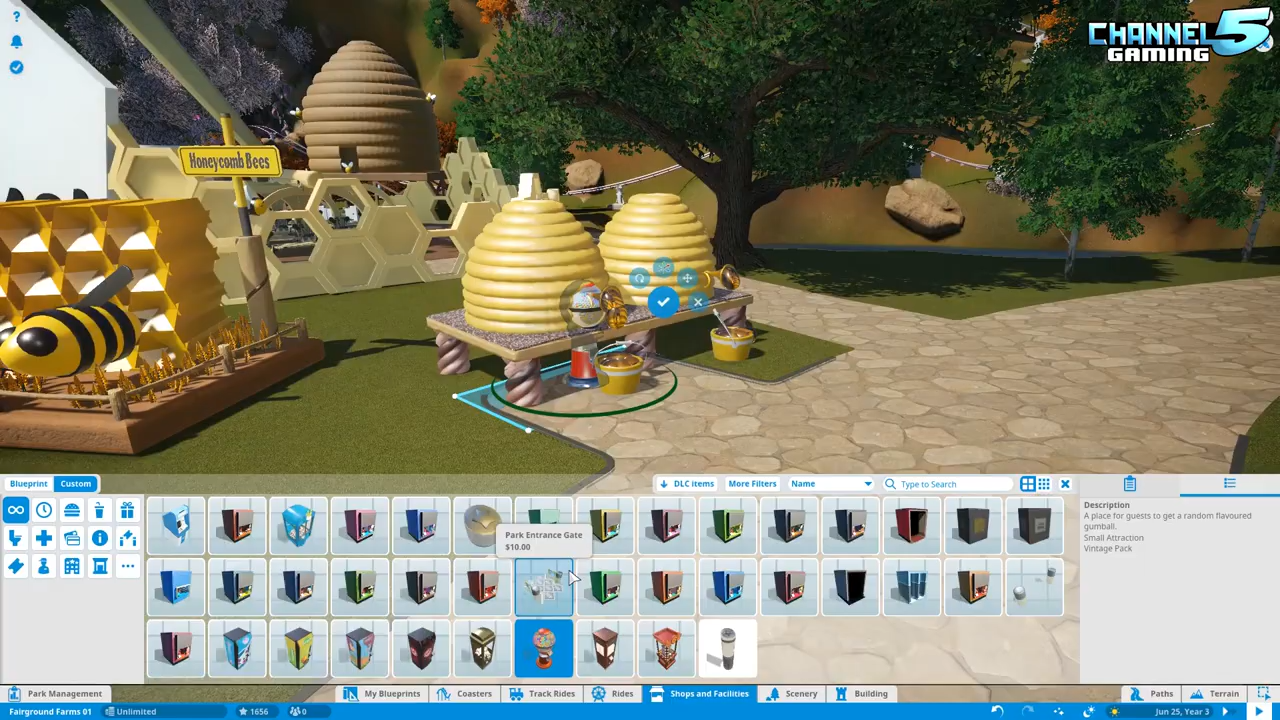 ?
CHANNEL 5
GAMING
Honeycomb Bees
Blueprint
Custom
DLC items
More Filters
Name
Type to Search
Park Entrance Gate
$10.00
Description
A place for guests to get a random flavoured
gumball.
Small Attraction
Vintage Pack
Park Management
My Blueprints
Coasters
Track Rides
Rides
Shops and Facilities
Scenery
Building
Paths
Terrain
Fairground Farms 01
Unlimited
1656
0
Jun 25, Year 3